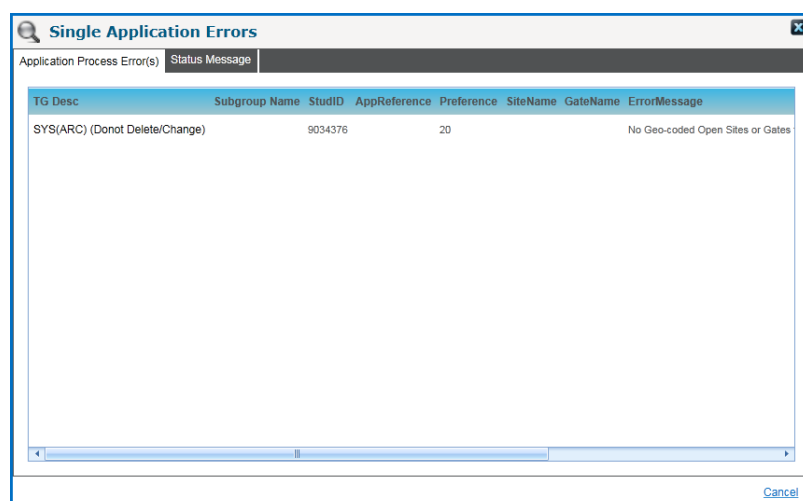 Single Application Errors
Application Process Error(s) Status Message
TG Desc Subgroup Name StudID AppReference Preference SiteName GateName ErrorMessage
SYS(ARC) (Donot Delete/Change) 9034376 20 No Geo-coded Open Sites or Gates
Cancel